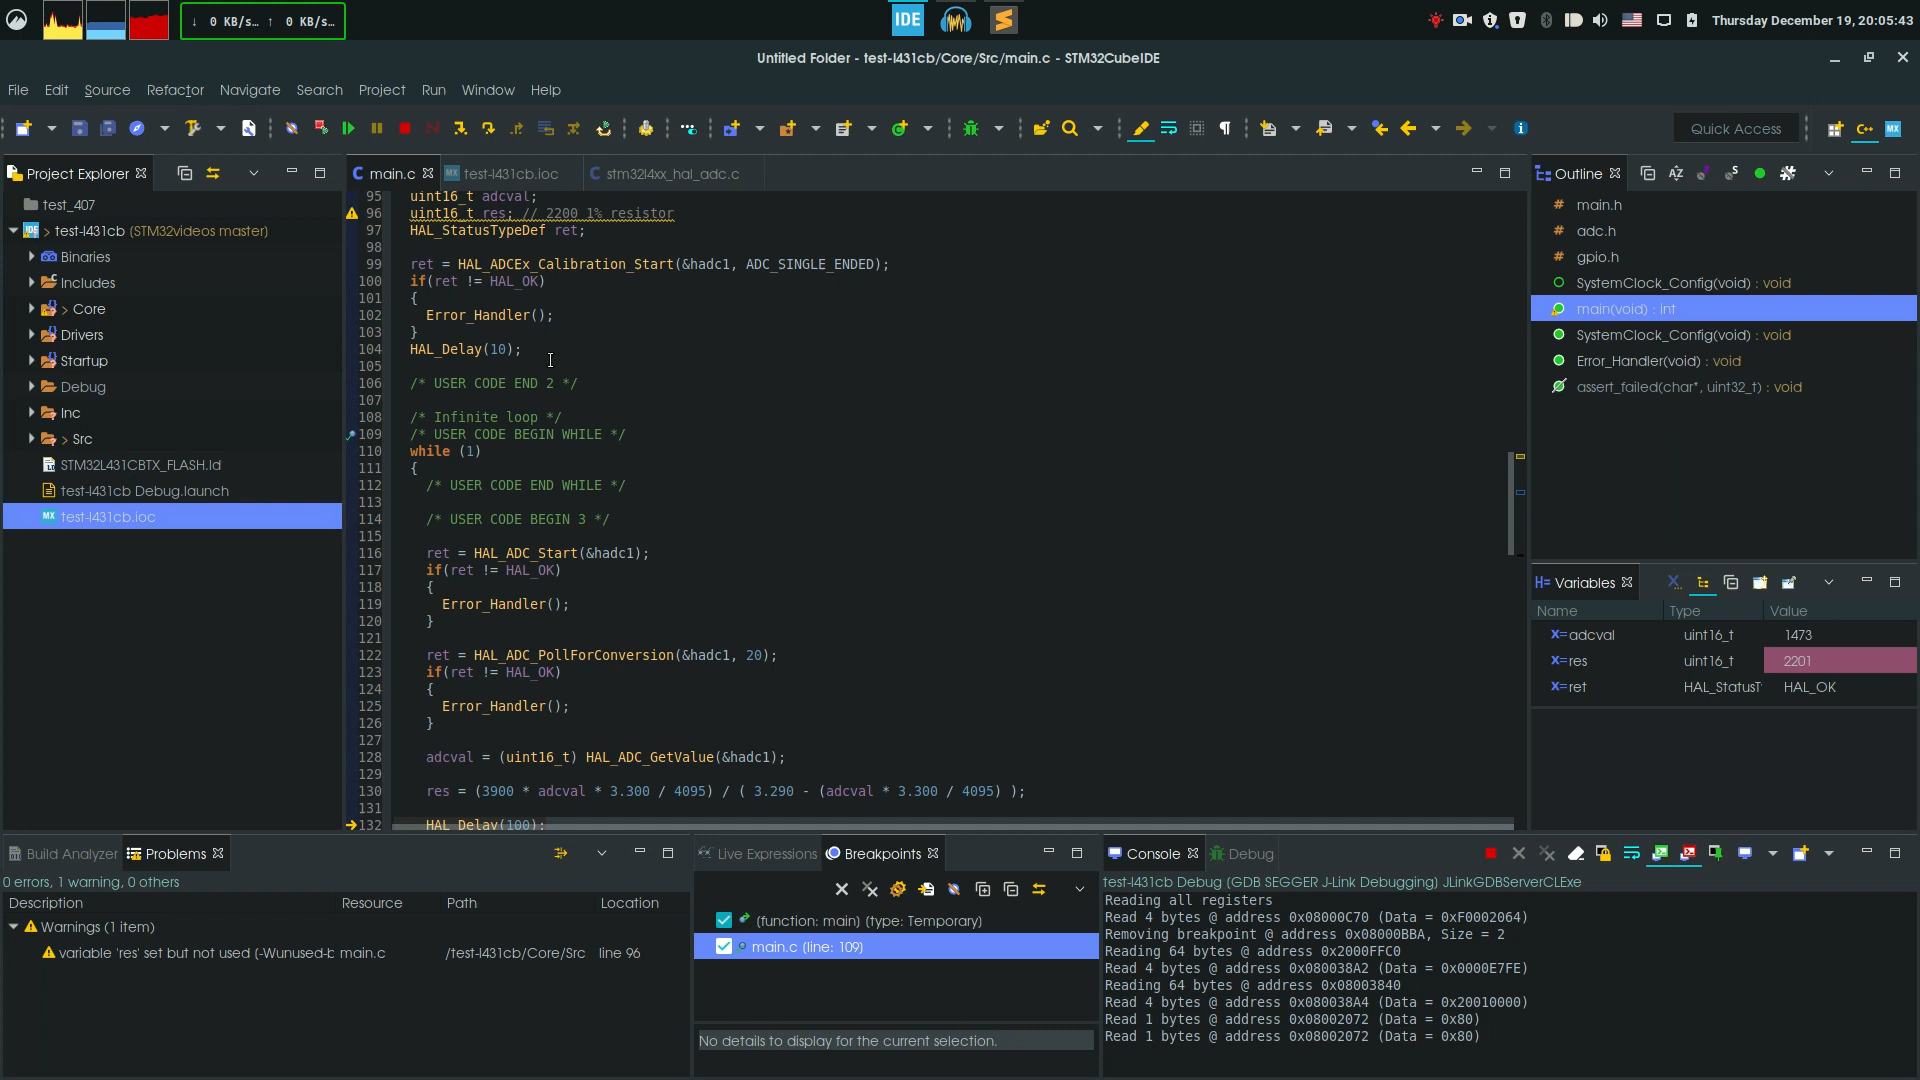 ↓ 0 KB/s... ↑ 0 KB/s...
IDE
Thursday December 19, 20:05:43
Untitled Folder - test-l431cb/Core/Src/main.c - STM32CubeIDE
File Edit Source Refactor Navigate Search Project Run Window Help
Quick Access
Project Explorer
test_407
> test-l431cb (STM32videos master)
Binaries
Includes
> Core
Drivers
Startup
Debug
Inc
> Src
STM32L431CBTX_FLASH.ld
test-l431cb Debug.launch
test-l431cb.ioc
main.c test-l431cb.ioc stm32l4xx_hal_adc.c
95 uint16_t adcval;
96 uint16_t res; // 2200 1% resistor
97 HAL_StatusTypeDef ret;
98
99 ret = HAL_ADCEx_Calibration_Start(&hadc1, ADC_SINGLE_ENDED);
100 if(ret != HAL_OK)
101 {
102 Error_Handler();
103 }
104 HAL_Delay(10);
105
106 /* USER CODE END 2 */
107
108 /* Infinite loop */
109 /* USER CODE BEGIN WHILE */
110 while (1)
111 {
112 /* USER CODE END WHILE */
113
114 /* USER CODE BEGIN 3 */
115
116 ret = HAL_ADC_Start(&hadc1);
117 if(ret != HAL_OK)
118 {
119 Error_Handler();
120 }
121
122 ret = HAL_ADC_PollForConversion(&hadc1, 20);
123 if(ret != HAL_OK)
124 {
125 Error_Handler();
126 }
127
128 adcval = (uint16_t) HAL_ADC_GetValue(&hadc1);
129
130 res = (3900 * adcval * 3.300 / 4095) / ( 3.290 - (adcval * 3.300 / 4095) );
131
132 HAL_Delay(100);
Outline
main.h
adc.h
gpio.h
SystemClock_Config(void) : void
main(void) : int
SystemClock_Config(void) : void
Error_Handler(void) : void
assert_failed(char*, uint32_t) : void
Variables
Name Type Value
adcval uint16_t 1473
res uint16_t 2201
ret HAL_StatusT HAL_OK
Build Analyzer Problems
0 errors, 1 warning, 0 others
Description Resource Path Location
Warnings (1 item)
variable 'res' set but not used [-Wunused-b main.c /test-l431cb/Core/Src line 96
Live Expressions Breakpoints
[function: main] [type: Temporary]
main.c [line: 109]
No details to display for the current selection.
Console Debug
test-l431cb Debug [GDB SEGGER J-Link Debugging] JLinkGDBServerCLExe
Reading all registers
Read 4 bytes @ address 0x08000C70 (Data = 0xF0002064)
Removing breakpoint @ address 0x08000BBA, Size = 2
Reading 64 bytes @ address 0x2000FFC0
Read 4 bytes @ address 0x080038A2 (Data = 0x0000E7FE)
Reading 64 bytes @ address 0x08003840
Read 4 bytes @ address 0x080038A4 (Data = 0x20010000)
Read 1 bytes @ address 0x08002072 (Data = 0x80)
Read 1 bytes @ address 0x08002072 (Data = 0x80)